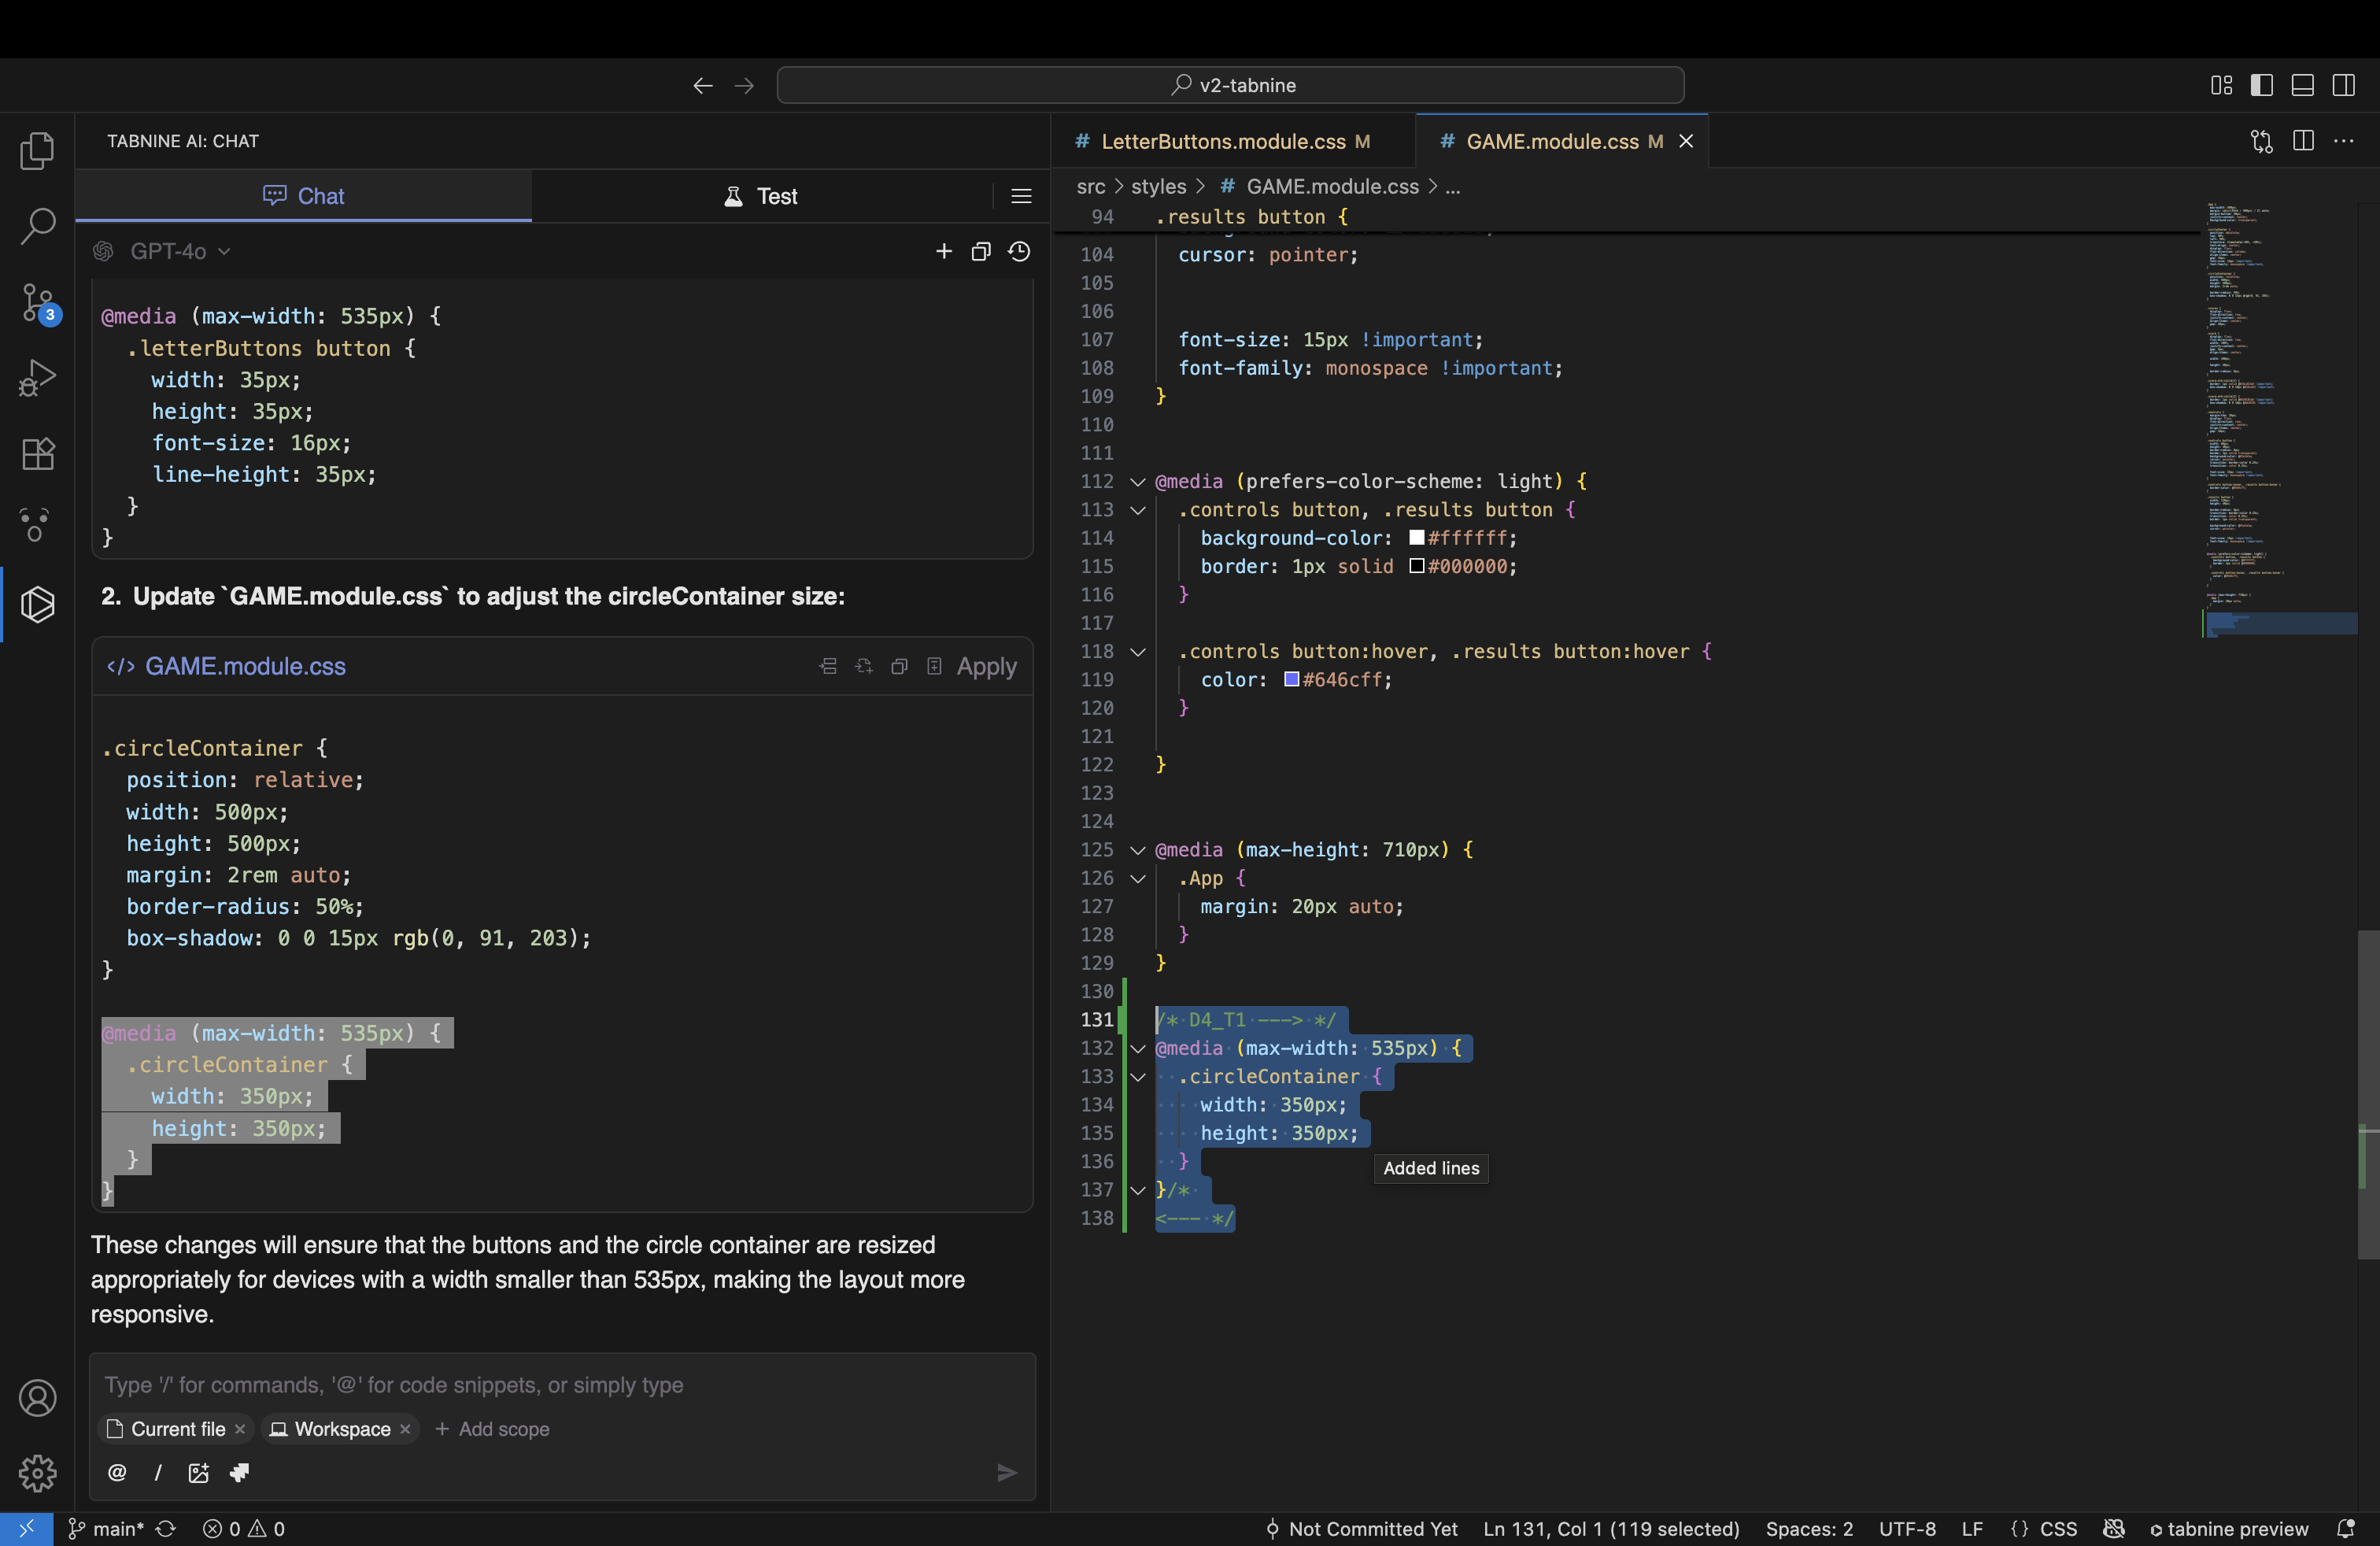 v2-tabnine
TABNINE AI: CHAT
Chat
Test
GPT-4o
@media (max-width: 535px) {
.letterButtons button {
width: 35px;
height: 35px;
font-size: 16px;
line-height: 35px;
}
}
2. Update `GAME.module.css` to adjust the circleContainer size:
</> GAME.module.css
Apply
.circleContainer {
position: relative;
width: 500px;
height: 500px;
margin: 2rem auto;
border-radius: 50%;
box-shadow: 0 0 15px rgb(0, 91, 203);
}
@media (max-width: 535px) {
.circleContainer {
width: 350px;
height: 350px;
}
}
These changes will ensure that the buttons and the circle container are resized
appropriately for devices with a width smaller than 535px, making the layout more
responsive.
Type '/' for commands, '@' for code snippets, or simply type
Current file × Workspace × + Add scope
@ /
3
# LetterButtons.module.css M
# GAME.module.css M
src > styles > # GAME.module.css > ...
94 .results button {
104 cursor: pointer;
105
106
107 font-size: 15px !important;
108 font-family: monospace !important;
109 }
110
111
112 @media (prefers-color-scheme: light) {
113 .controls button, .results button {
114 background-color: #ffffff;
115 border: 1px solid #000000;
116 }
117
118 .controls button:hover, .results button:hover {
119 color: #646cff;
120 }
121
122 }
123
124
125 @media (max-height: 710px) {
126 .App {
127 margin: 20px auto;
128 }
129 }
130
131 /* D4_T1 ---> */
132 @media (max-width: 535px) {
133 .circleContainer {
134 width: 350px;
135 height: 350px;
136 }
137 }/*
138 <--- */
Added lines
main* 0 0
Not Committed Yet Ln 131, Col 1 (119 selected) Spaces: 2 UTF-8 LF {} CSS tabnine preview